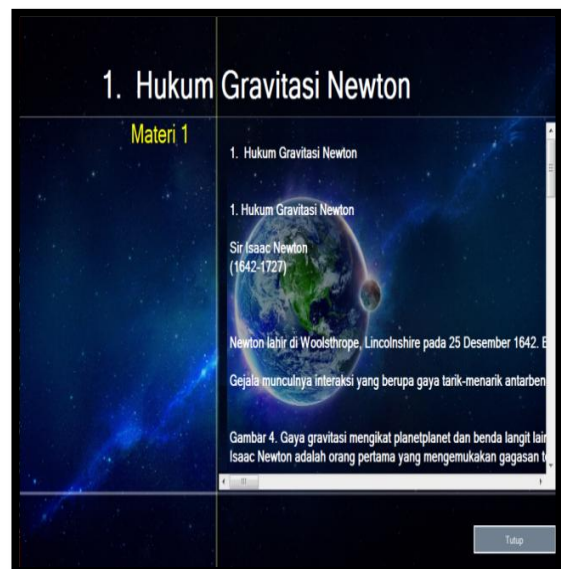 1. Hukum Gravitasi Newton
Materi 1
1. Hukum Gravitasi Newton
1. Hukum Gravitasi Newton
Sir Isaac Newton
(1642-1727)
Newton lahir di Woolsthrope, Lincolnshire pada 25 Desember 1642.
Gejala munculnya interaksi yang berupa gaya tarik-menarik antarben
Gambar 4. Gaya gravitasi mengikat planetplanet dan benda langit lain
Isaac Newton adalah orang pertama yang mengemukakan gagasan
Tutup